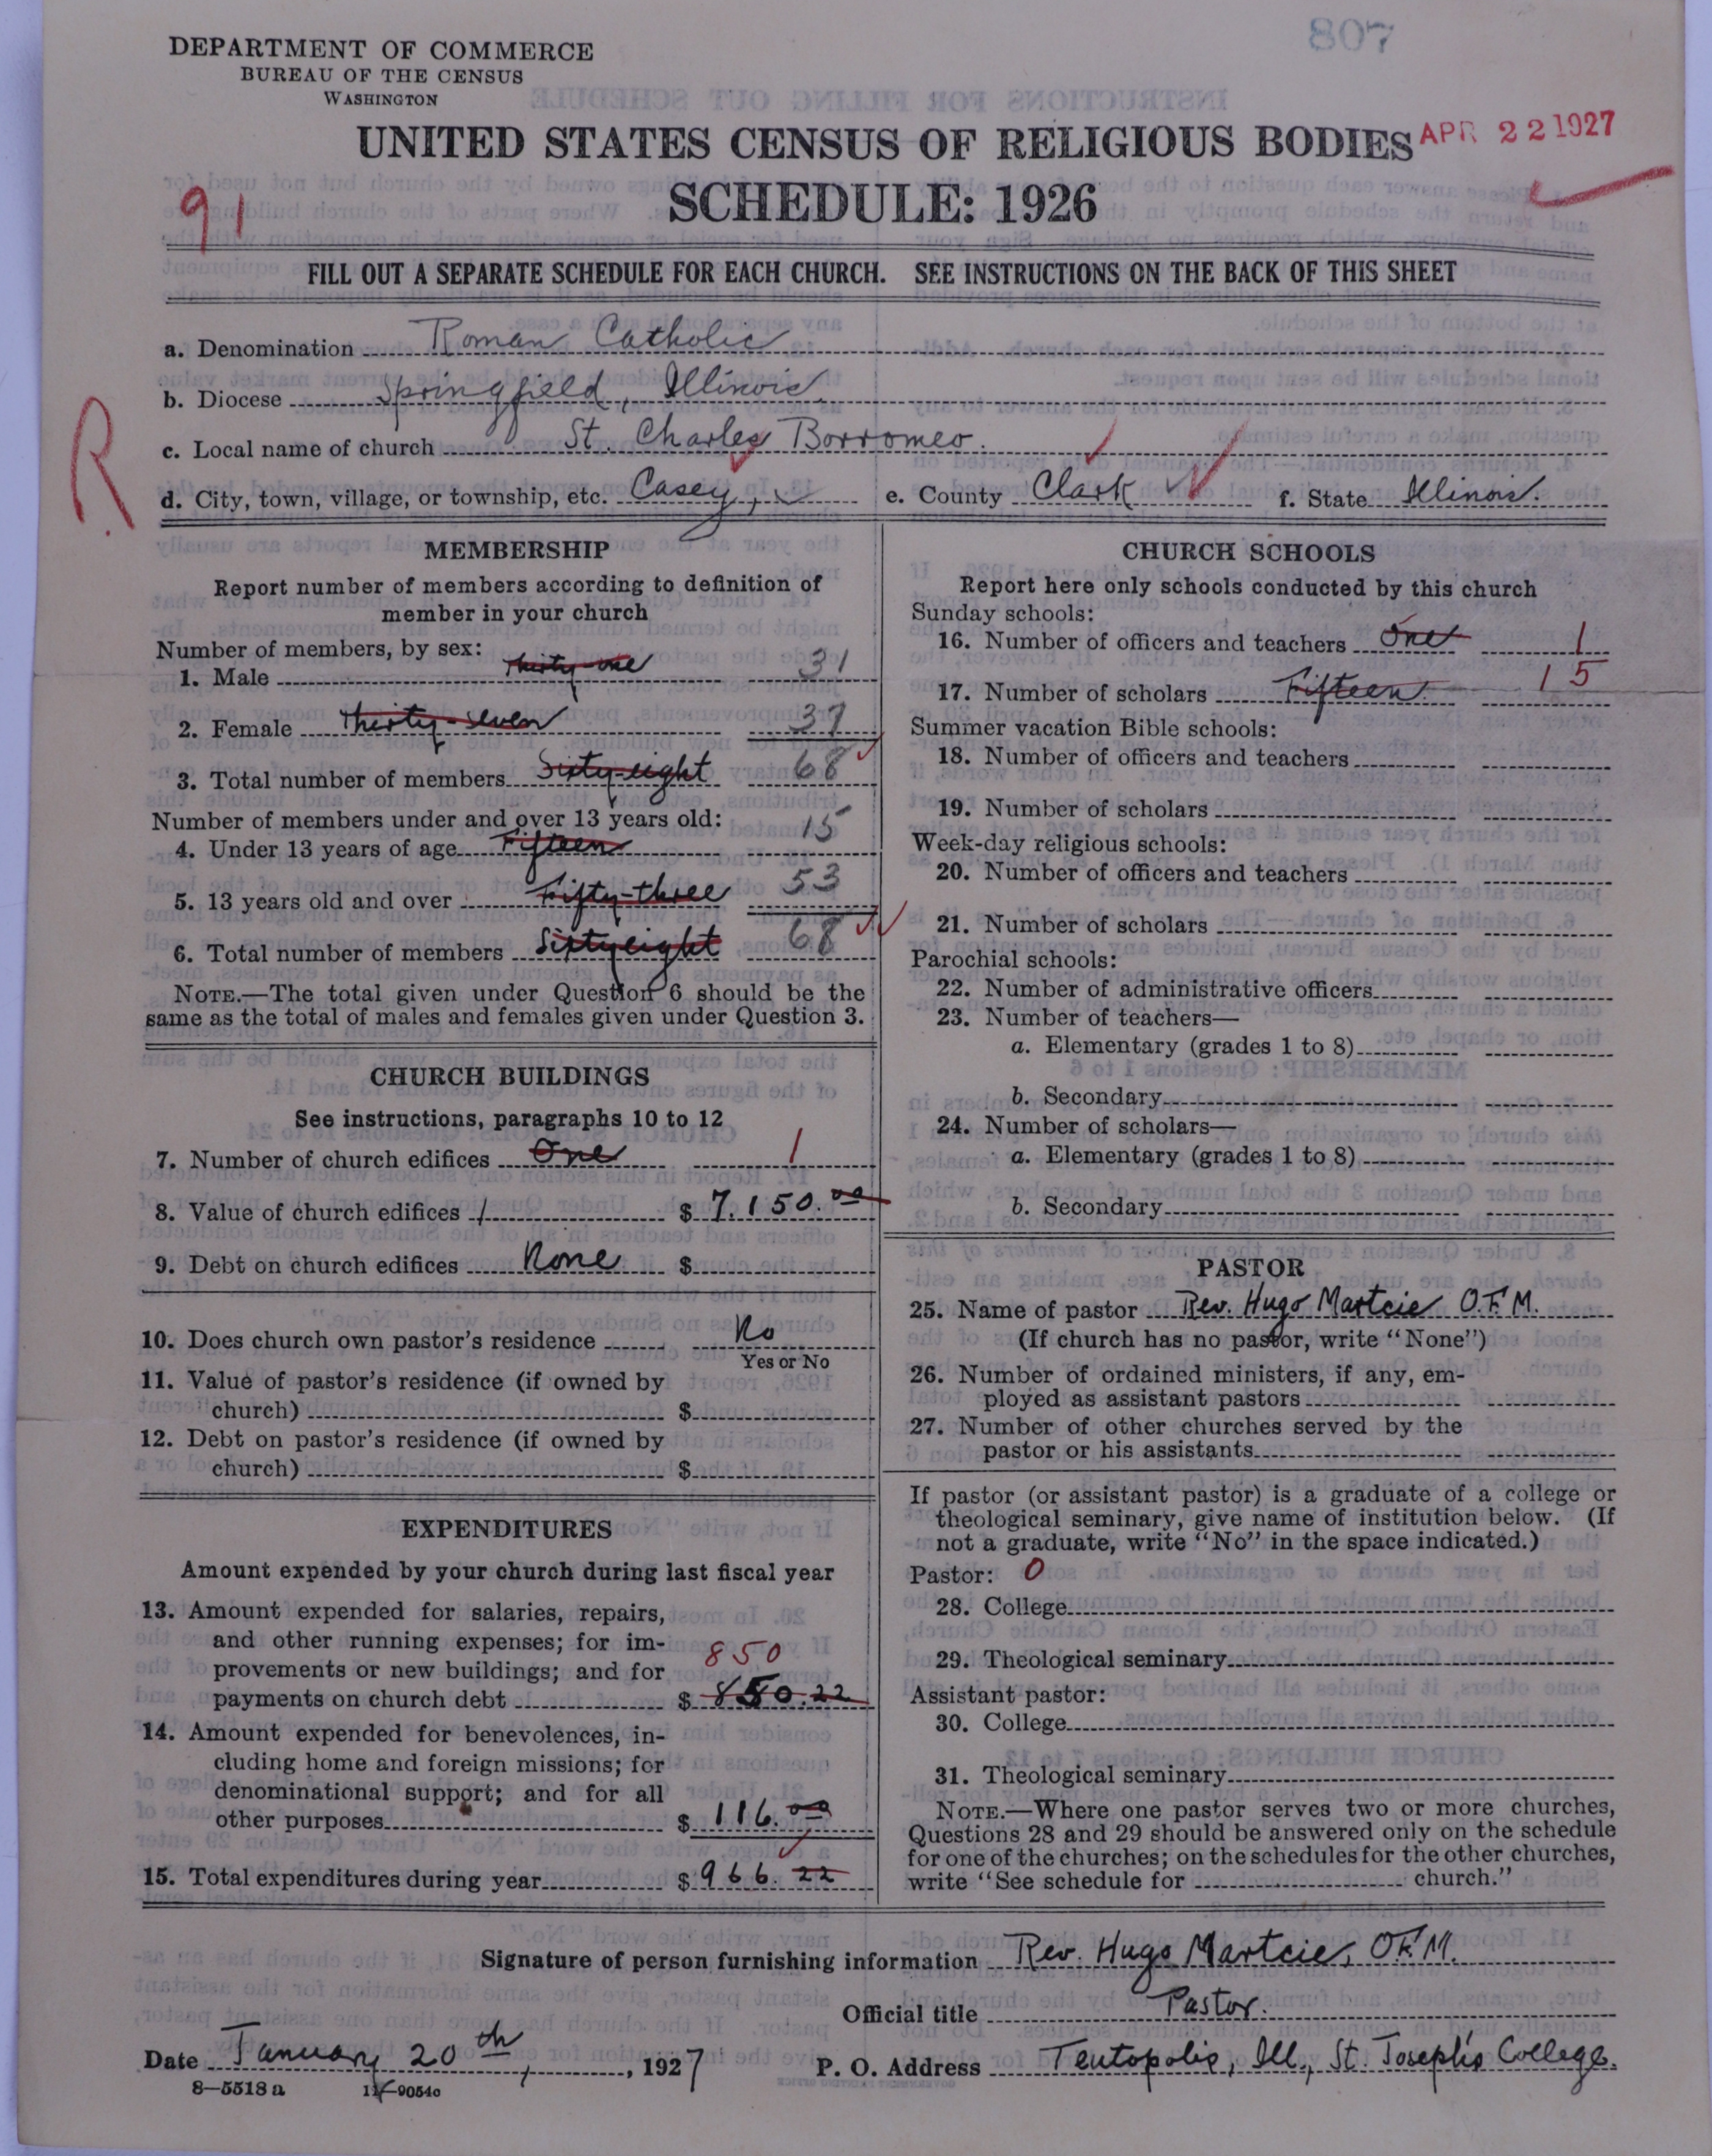 807
DEPARTMENT OF COMMERCE
BUREAU OF THE CENSUS
WASHINGTON
UNITED STATES CENSUS OF RELIGIOUS BODIES
APR 22 1927
SCHEDULE: 1926
91
FILL OUT A SEPARATE SCHEDULE FOR EACH CHURCH. SEE INSTRUCTIONS ON THE BACK OF THIS SHEET
a. Denomination Roman Catholic
b. Diocese Springfield, Illinois.
R
c. Local name of church St. Charles Borromeo.
d. City, town, village, or township, etc. Casey, e. County Clark f. State Illinois.
MEMBERSHIP
Report number of members according to definition of
member in your church
Number of members, by sex:
1. Male Thirty-one 31
2. Female Thirty-seven 37
3. Total number of members Sixty-eight 68
Number of members under and over 13 years old:
4. Under 13 years of age Fifteen 15
5. 13 years old and over Fifty-three 53
6. Total number of members Sixty eight 68
NOTE.—The total given under Question 6 should be the
same as the total of males and females given under Question 3.
CHURCH BUILDINGS
See instructions, paragraphs 10 to 12
7. Number of church edifices One 1
8. Value of church edifices 1 $ 7,150.00
9. Debt on church edifices None $
10. Does church own pastor's residence No
Yes or No
11. Value of pastor's residence (if owned by
church) $
12. Debt on pastor's residence (if owned by
church) $
EXPENDITURES
Amount expended by your church during last fiscal year
13. Amount expended for salaries, repairs,
and other running expenses; for im-
provements or new buildings; and for 850
payments on church debt $ 850.22
14. Amount expended for benevolences, in-
cluding home and foreign missions; for
denominational support; and for all
other purposes $ 116.00
15. Total expenditures during year $ 966.22
CHURCH SCHOOLS
Report here only schools conducted by this church
Sunday schools:
16. Number of officers and teachers One 1
17. Number of scholars Fifteen 15
Summer vacation Bible schools:
18. Number of officers and teachers
19. Number of scholars
Week-day religious schools:
20. Number of officers and teachers
21. Number of scholars
Parochial schools:
22. Number of administrative officers
23. Number of teachers—
a. Elementary (grades 1 to 8)
b. Secondary
24. Number of scholars—
a. Elementary (grades 1 to 8)
b. Secondary
PASTOR
25. Name of pastor Rev. Hugo Martcie O.F.M.
(If church has no pastor, write "None")
26. Number of ordained ministers, if any, em-
ployed as assistant pastors
27. Number of other churches served by the
pastor or his assistants
If pastor (or assistant pastor) is a graduate of a college or
theological seminary, give name of institution below. (If
not a graduate, write "No" in the space indicated.)
Pastor: 0
28. College
29. Theological seminary
Assistant pastor:
30. College
31. Theological seminary
NOTE.—Where one pastor serves two or more churches,
Questions 28 and 29 should be answered only on the schedule
for one of the churches; on the schedules for the other churches,
write "See schedule for church."
Signature of person furnishing information Rev. Hugo Martcie, O.F.M.
Official title Pastor.
Date January 20th, 1927 P. O. Address Teutopolis, Ill., St. Joseph's College.
8—5518 a 11—9054o